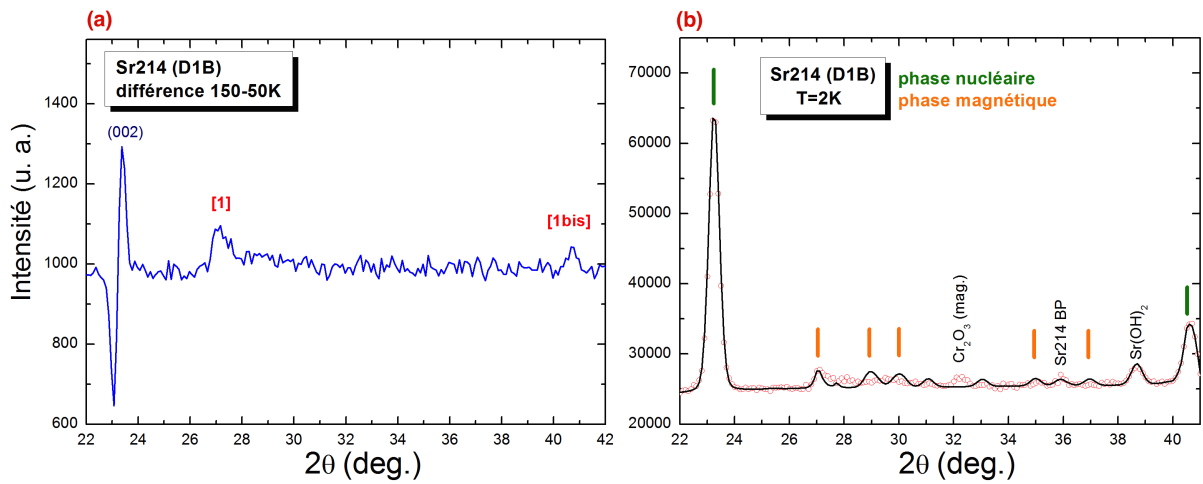 (a)
Sr214 (D1B)
différence 150-50K
(002)
[1]
[1bis]
Intensité (u. a.)
1400
1200
1000
800
600
22 24 26 28 30 32 34 36 38 40 42
2θ (deg.)
(b)
Sr214 (D1B)
T=2K
phase nucléaire
phase magnétique
Cr₂O₃ (mag.)
Sr214 BP
Sr(OH)₂
70000
60000
50000
40000
30000
20000
22 24 26 28 30 32 34 36 38 40
2θ (deg.)